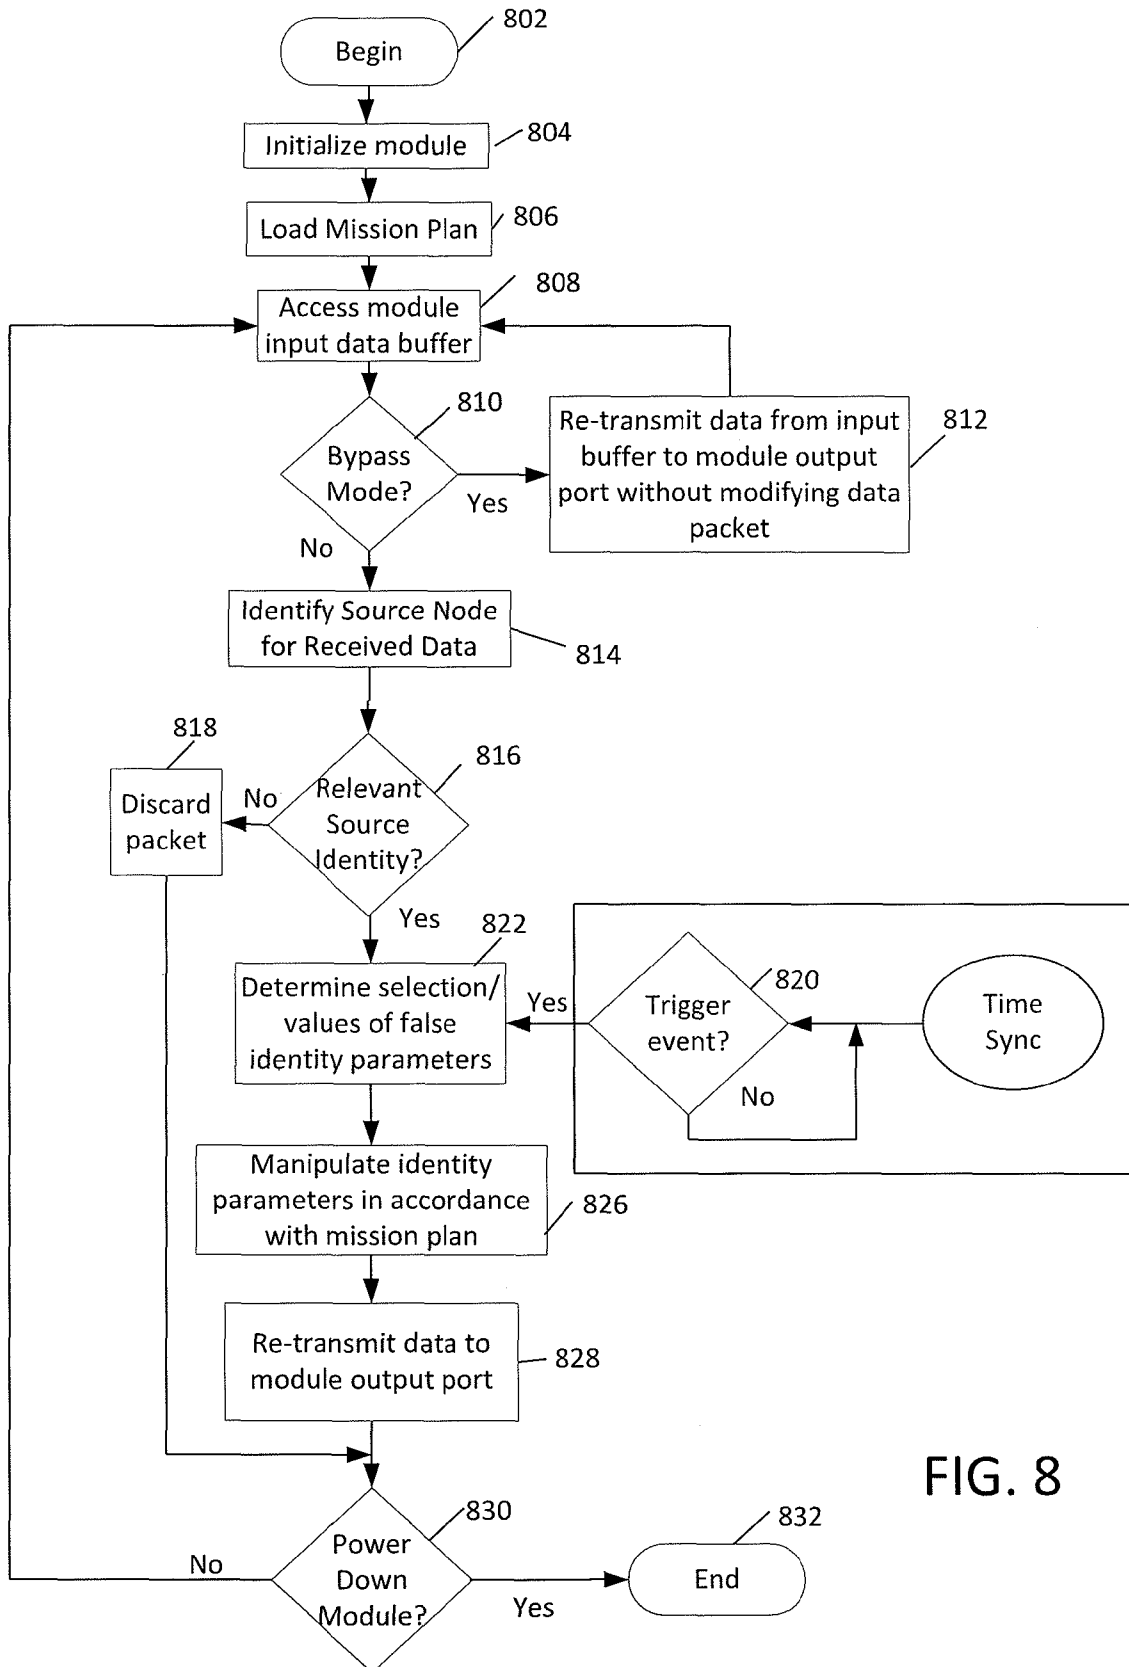 802
Begin
804
Initialize module
806
Load Mission Plan
808
Access module
input data buffer
810
Bypass
Mode?
Yes
No
Re-transmit data from input
buffer to module output
port without modifying data
packet
812
Identify Source Node
for Received Data
814
816
Relevant
Source
Identity?
No
Yes
818
Discard
packet
822
Determine selection/
values of false
identity parameters
Yes
820
Trigger
event?
No
Time
Sync
Manipulate identity
parameters in accordance
with mission plan
826
Re-transmit data to
module output port
828
830
Power
Down
Module?
No
Yes
832
End
FIG. 8